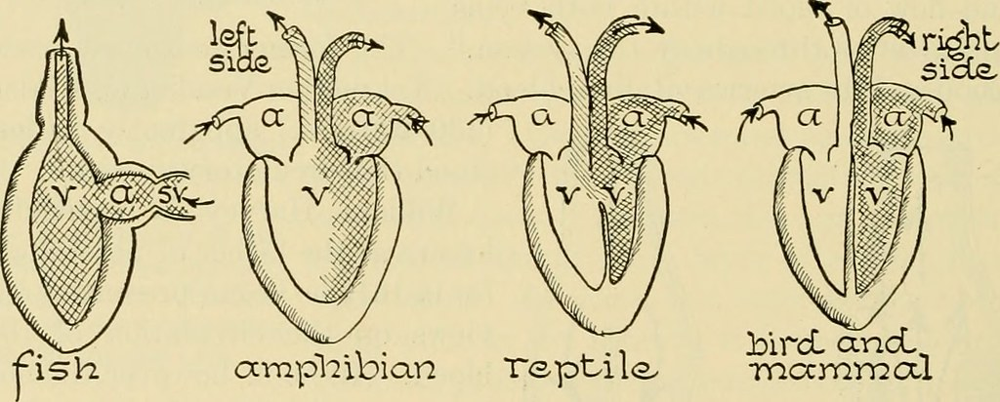 left
side
right
side
a
a
a
a
a
a
v
a
sv
v
v
v
v
v
fish
amphibian
reptile
bird and
mammal